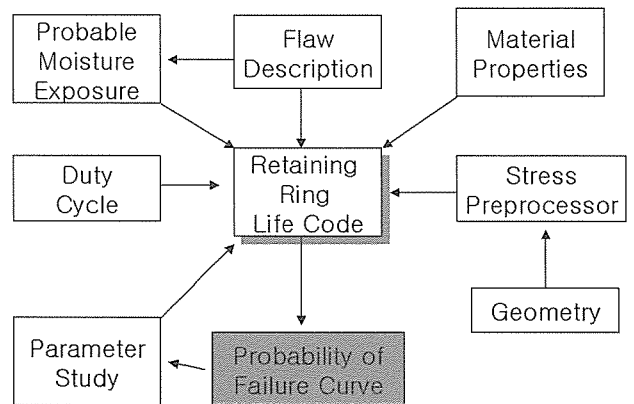 Probable
Moisture
Exposure
Flaw
Description
Material
Properties
Duty
Cycle
Retaining
Ring
Life Code
Stress
Preprocessor
Geometry
Parameter
Study
Probability of
Failure Curve